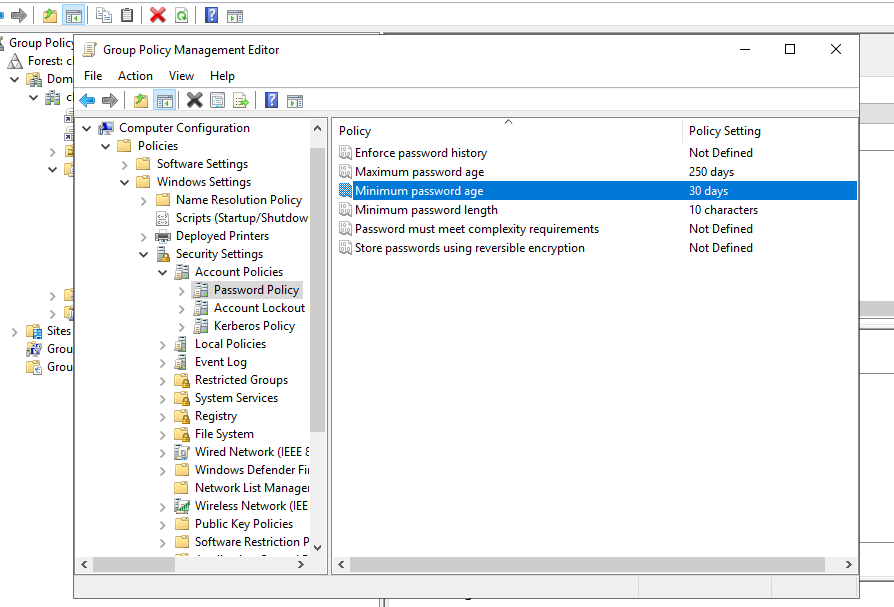 Group Policy
Forest: c
Dom
c
Sites
Grou
Grou
Group Policy Management Editor
File Action View Help
Computer Configuration
Policies
Software Settings
Windows Settings
Name Resolution Policy
Scripts (Startup/Shutdow
Deployed Printers
Security Settings
Account Policies
Password Policy
Account Lockout
Kerberos Policy
Local Policies
Event Log
Restricted Groups
System Services
Registry
File System
Wired Network (IEEE 8
Windows Defender Fi
Network List Manager
Wireless Network (IEE
Public Key Policies
Software Restriction P
Policy Policy Setting
Enforce password history Not Defined
Maximum password age 250 days
Minimum password age 30 days
Minimum password length 10 characters
Password must meet complexity requirements Not Defined
Store passwords using reversible encryption Not Defined